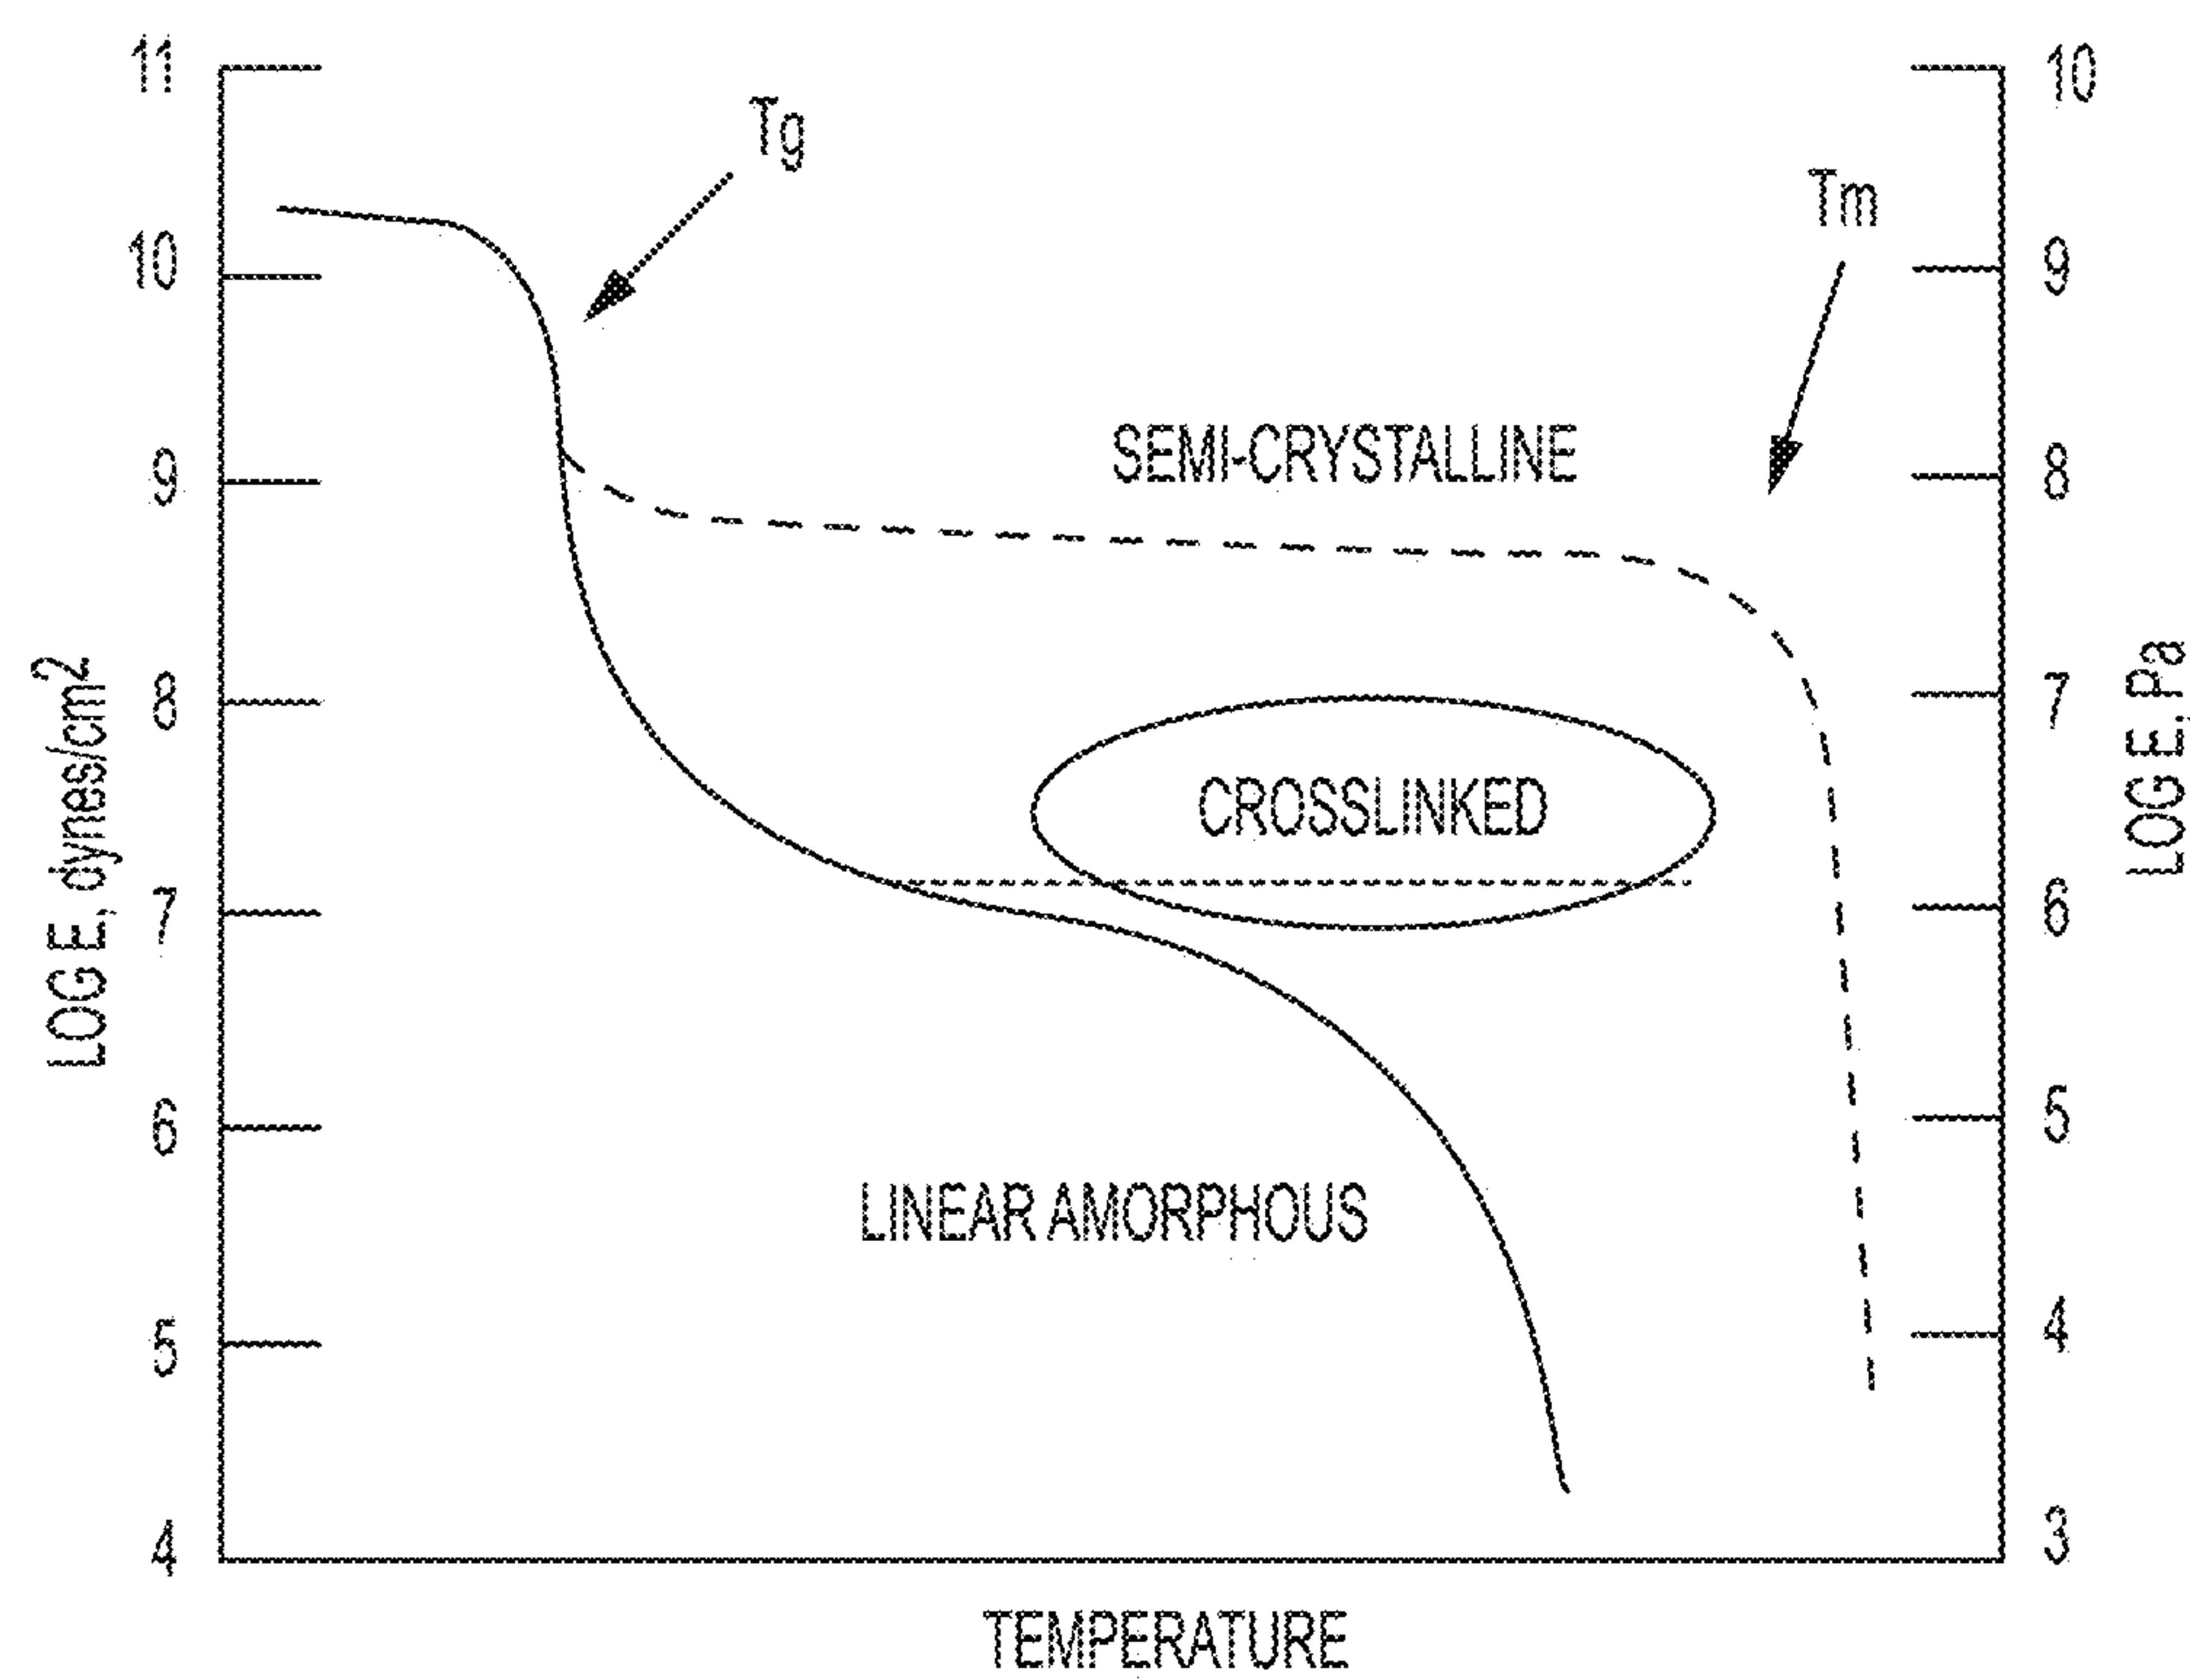 11
10
9
8
7
6
5
4
LOG E, dynes/cm²
Tg
Tm
SEMI-CRYSTALLINE
CROSSLINKED
LINEAR AMORPHOUS
10
9
8
7
6
5
4
3
LOG E, Pa
TEMPERATURE